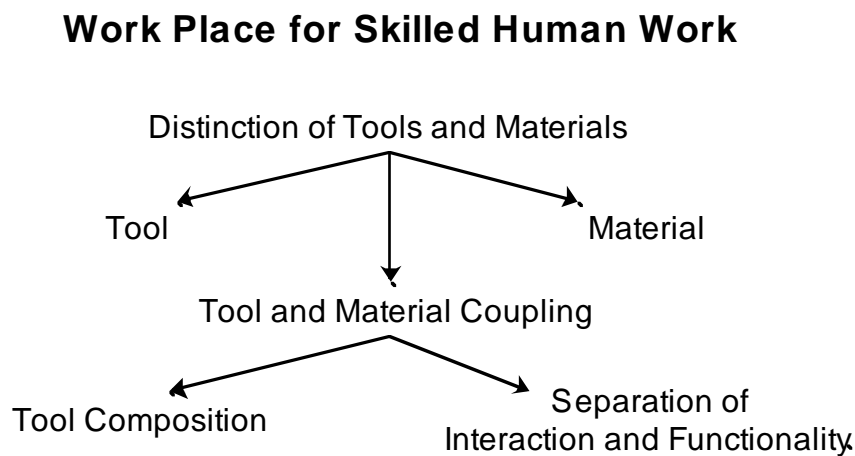 Work Place for Skilled Human Work
Distinction of Tools and Materials
Tool
Material
Tool and Material Coupling
Tool Composition
Separation of
Interaction and Functionality